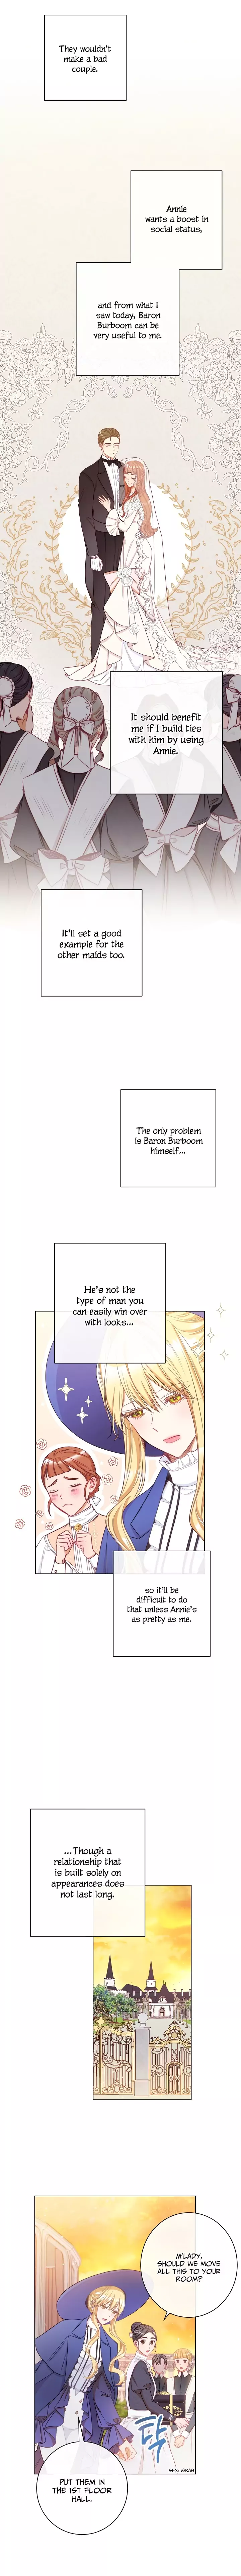 They wouldn't
make a bad
couple.
Annie
wants a boost in
social status,
and from what I
saw today, Baron
Burboom can be
very useful to me.
It should benefit
me if I build ties
with him by using
Annie.
It'll set a good
example for the
other maids too.
The only problem
is Baron Burboom
himself...
He's not the
type of man you
can easily win over
with looks...
so it'll be
difficult to do
that unless Annie's
as pretty as me.
...Though a
relationship that
is built solely on
appearances does
not last long.
M'LADY,
SHOULD WE MOVE
ALL THIS TO YOUR
ROOM?
탁
SFX: GRAB
PUT THEM IN
THE 1ST FLOOR
HALL.